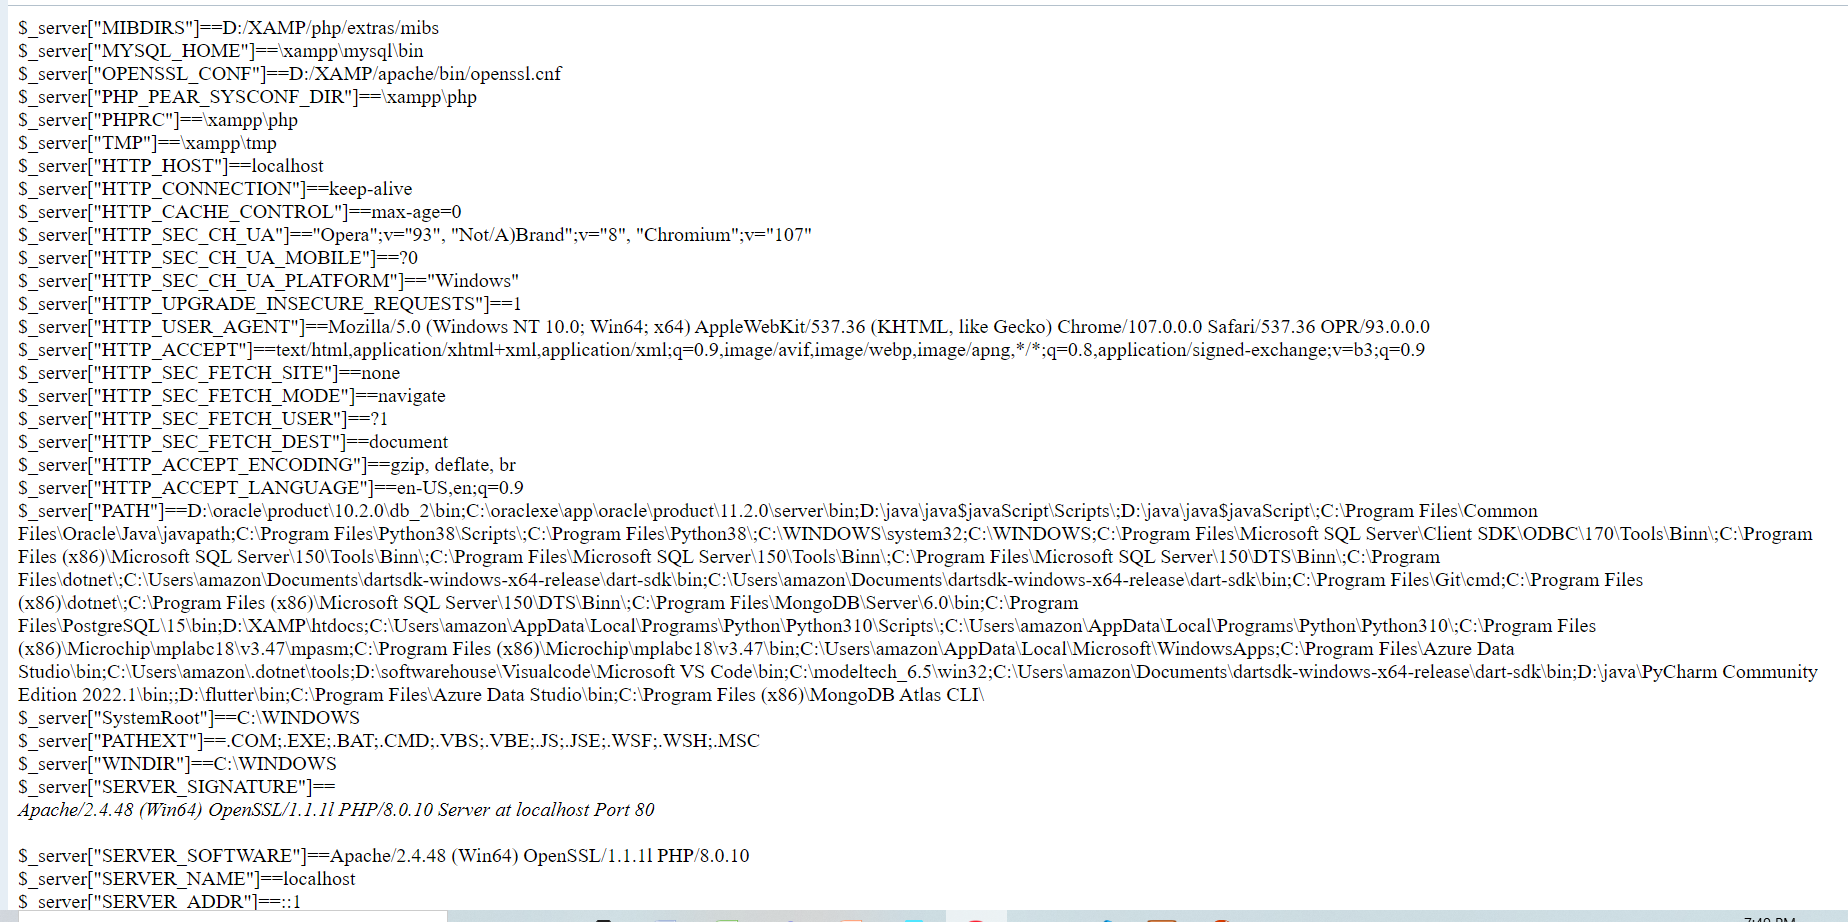 $_server["MIBDIRS"]==D:/XAMP/php/extras/mibs
$_server["MYSQL_HOME"]==\xampp\mysql\bin
$_server["OPENSSL_CONF"]==D:/XAMP/apache/bin/openssl.cnf
$_server["PHP_PEAR_SYSCONF_DIR"]==\xampp\php
$_server["PHPRC"]==\xampp\php
$_server["TMP"]==\xampp\tmp
$_server["HTTP_HOST"]==localhost
$_server["HTTP_CONNECTION"]==keep-alive
$_server["HTTP_CACHE_CONTROL"]==max-age=0
$_server["HTTP_SEC_CH_UA"]=="Opera";v="93", "Not/A)Brand";v="8", "Chromium";v="107"
$_server["HTTP_SEC_CH_UA_MOBILE"]==?0
$_server["HTTP_SEC_CH_UA_PLATFORM"]=="Windows"
$_server["HTTP_UPGRADE_INSECURE_REQUESTS"]==1
$_server["HTTP_USER_AGENT"]==Mozilla/5.0 (Windows NT 10.0; Win64; x64) AppleWebKit/537.36 (KHTML, like Gecko) Chrome/107.0.0.0 Safari/537.36 OPR/93.0.0.0
$_server["HTTP_ACCEPT"]==text/html,application/xhtml+xml,application/xml;q=0.9,image/avif,image/webp,image/apng,*/*;q=0.8,application/signed-exchange;v=b3;q=0.9
$_server["HTTP_SEC_FETCH_SITE"]==none
$_server["HTTP_SEC_FETCH_MODE"]==navigate
$_server["HTTP_SEC_FETCH_USER"]==?1
$_server["HTTP_SEC_FETCH_DEST"]==document
$_server["HTTP_ACCEPT_ENCODING"]==gzip, deflate, br
$_server["HTTP_ACCEPT_LANGUAGE"]==en-US,en;q=0.9
$_server["PATH"]==D:\oracle\product\10.2.0\db_2\bin;C:\oraclexe\app\oracle\product\11.2.0\server\bin;D:\java\java$javaScript\Scripts\;D:\java\java$javaScript\;C:\Program Files\Common
Files\Oracle\Java\javapath;C:\Program Files\Python38\Scripts\;C:\Program Files\Python38\;C:\WINDOWS\system32;C:\WINDOWS;C:\Program Files\Microsoft SQL Server\Client SDK\ODBC\170\Tools\Binn\;C:\Program
Files (x86)\Microsoft SQL Server\150\Tools\Binn\;C:\Program Files\Microsoft SQL Server\150\Tools\Binn\;C:\Program Files\Microsoft SQL Server\150\DTS\Binn\;C:\Program
Files\dotnet\;C:\Users\amazon\Documents\dartsdk-windows-x64-release\dart-sdk\bin;C:\Users\amazon\Documents\dartsdk-windows-x64-release\dart-sdk\bin;C:\Program Files\Git\cmd;C:\Program Files
(x86)\dotnet\;C:\Program Files (x86)\Microsoft SQL Server\150\DTS\Binn\;C:\Program Files\MongoDB\Server\6.0\bin;C:\Program
Files\PostgreSQL\15\bin;D:\XAMP\htdocs;C:\Users\amazon\AppData\Local\Programs\Python\Python310\Scripts\;C:\Users\amazon\AppData\Local\Programs\Python\Python310\;C:\Program Files
(x86)\Microchip\mplabc18\v3.47\mpasm;C:\Program Files (x86)\Microchip\mplabc18\v3.47\bin;C:\Users\amazon\AppData\Local\Microsoft\WindowsApps;C:\Program Files\Azure Data
Studio\bin;C:\Users\amazon\.dotnet\tools;D:\softwarehouse\Visualcode\Microsoft VS Code\bin;C:\modeltech_6.5\win32;C:\Users\amazon\Documents\dartsdk-windows-x64-release\dart-sdk\bin;D:\java\PyCharm Community
Edition 2022.1\bin;;D:\flutter\bin;C:\Program Files\Azure Data Studio\bin;C:\Program Files (x86)\MongoDB Atlas CLI\
$_server["SystemRoot"]==C:\WINDOWS
$_server["PATHEXT"]==.COM;.EXE;.BAT;.CMD;.VBS;.VBE;.JS;.JSE;.WSF;.WSH;.MSC
$_server["WINDIR"]==C:\WINDOWS
$_server["SERVER_SIGNATURE"]==
Apache/2.4.48 (Win64) OpenSSL/1.1.1l PHP/8.0.10 Server at localhost Port 80
$_server["SERVER_SOFTWARE"]==Apache/2.4.48 (Win64) OpenSSL/1.1.1l PHP/8.0.10
$_server["SERVER_NAME"]==localhost
$_server["SERVER_ADDR"]==::1